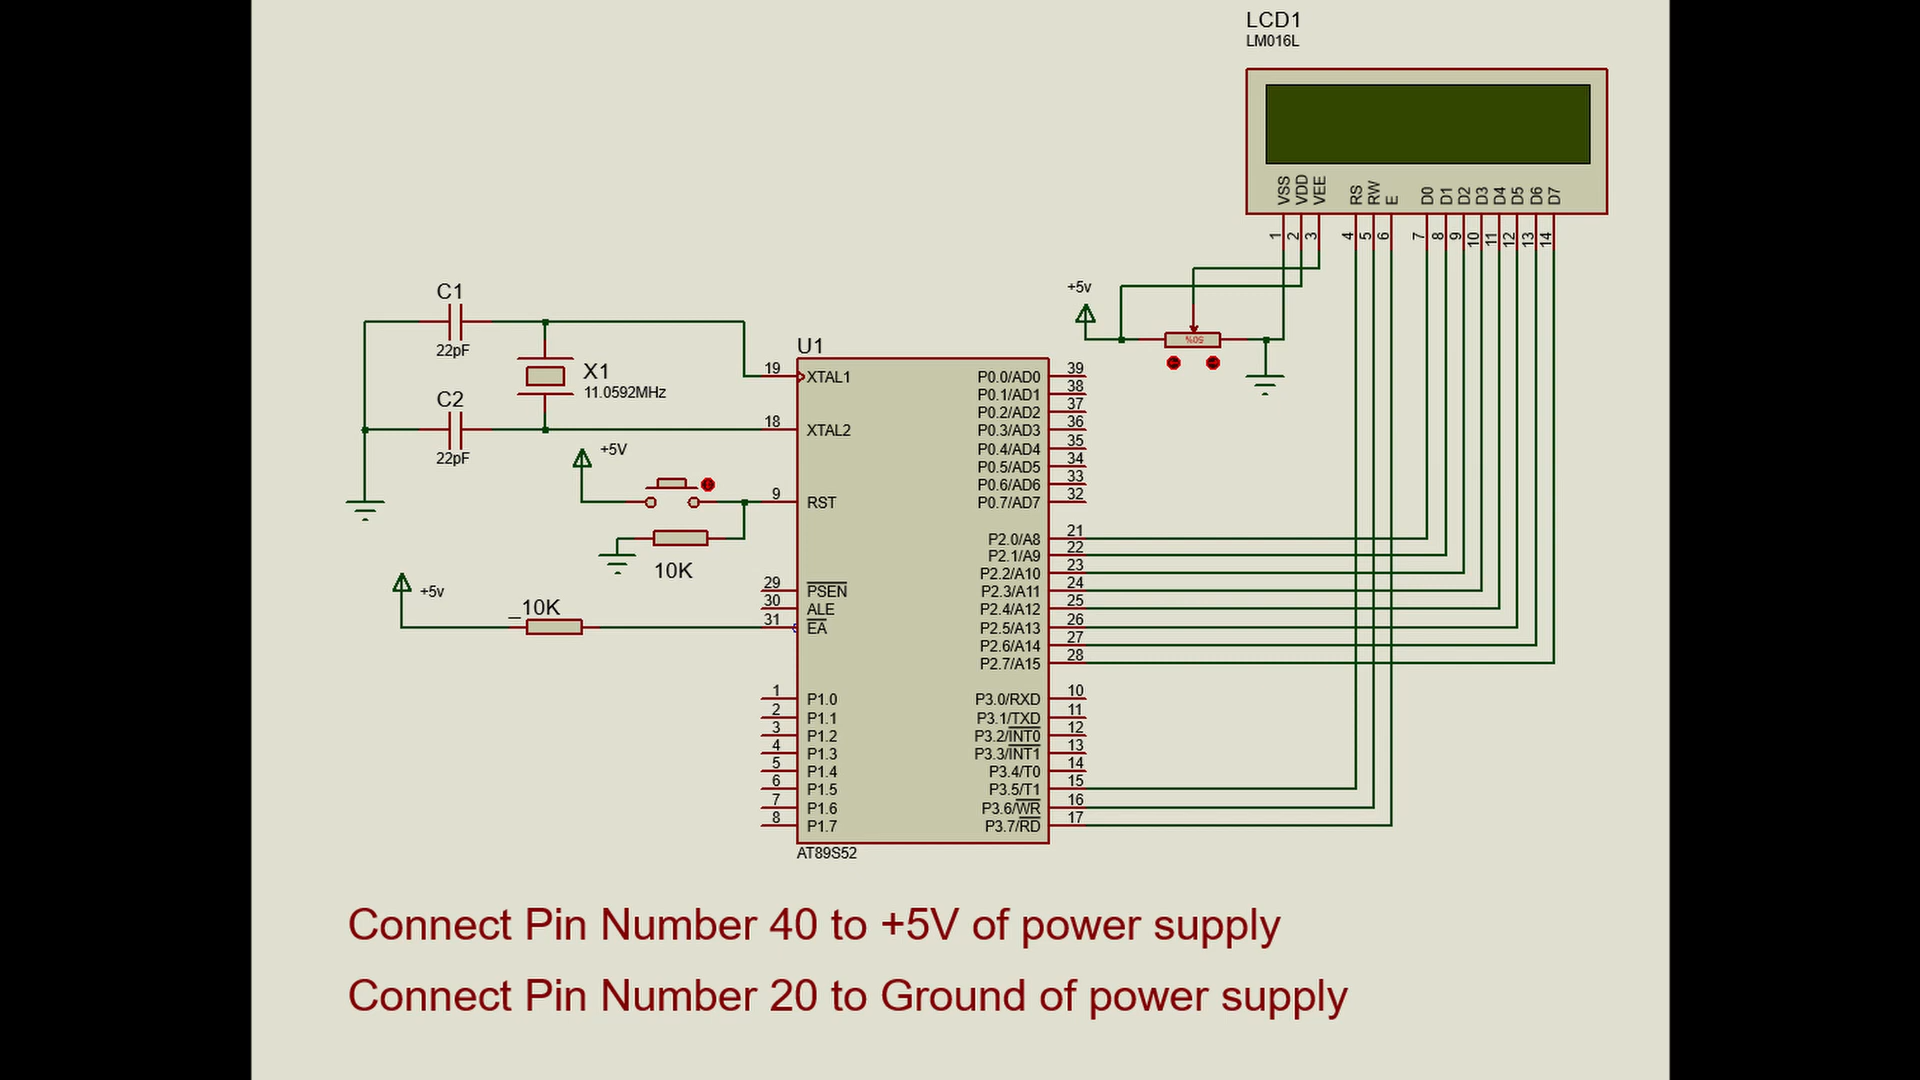 LCD1
LM016L
VSS VDD VEE RS RW E D0 D1 D2 D3 D4 D5 D6 D7
1 2 3 4 5 6 7 8 9 10 11 12 13 14
+5v
50%
C1
22pF
X1
11.0592MHz
C2
22pF
+5V
10K
+5v
_10K
U1
19 XTAL1
18 XTAL2
9 RST
29 PSEN
30 ALE
31 EA
1 P1.0
2 P1.1
3 P1.2
4 P1.3
5 P1.4
6 P1.5
7 P1.6
8 P1.7
P0.0/AD0 39
P0.1/AD1 38
P0.2/AD2 37
P0.3/AD3 36
P0.4/AD4 35
P0.5/AD5 34
P0.6/AD6 33
P0.7/AD7 32
P2.0/A8 21
P2.1/A9 22
P2.2/A10 23
P2.3/A11 24
P2.4/A12 25
P2.5/A13 26
P2.6/A14 27
P2.7/A15 28
P3.0/RXD 10
P3.1/TXD 11
P3.2/INT0 12
P3.3/INT1 13
P3.4/T0 14
P3.5/T1 15
P3.6/WR 16
P3.7/RD 17
AT89S52
Connect Pin Number 40 to +5V of power supply
Connect Pin Number 20 to Ground of power supply